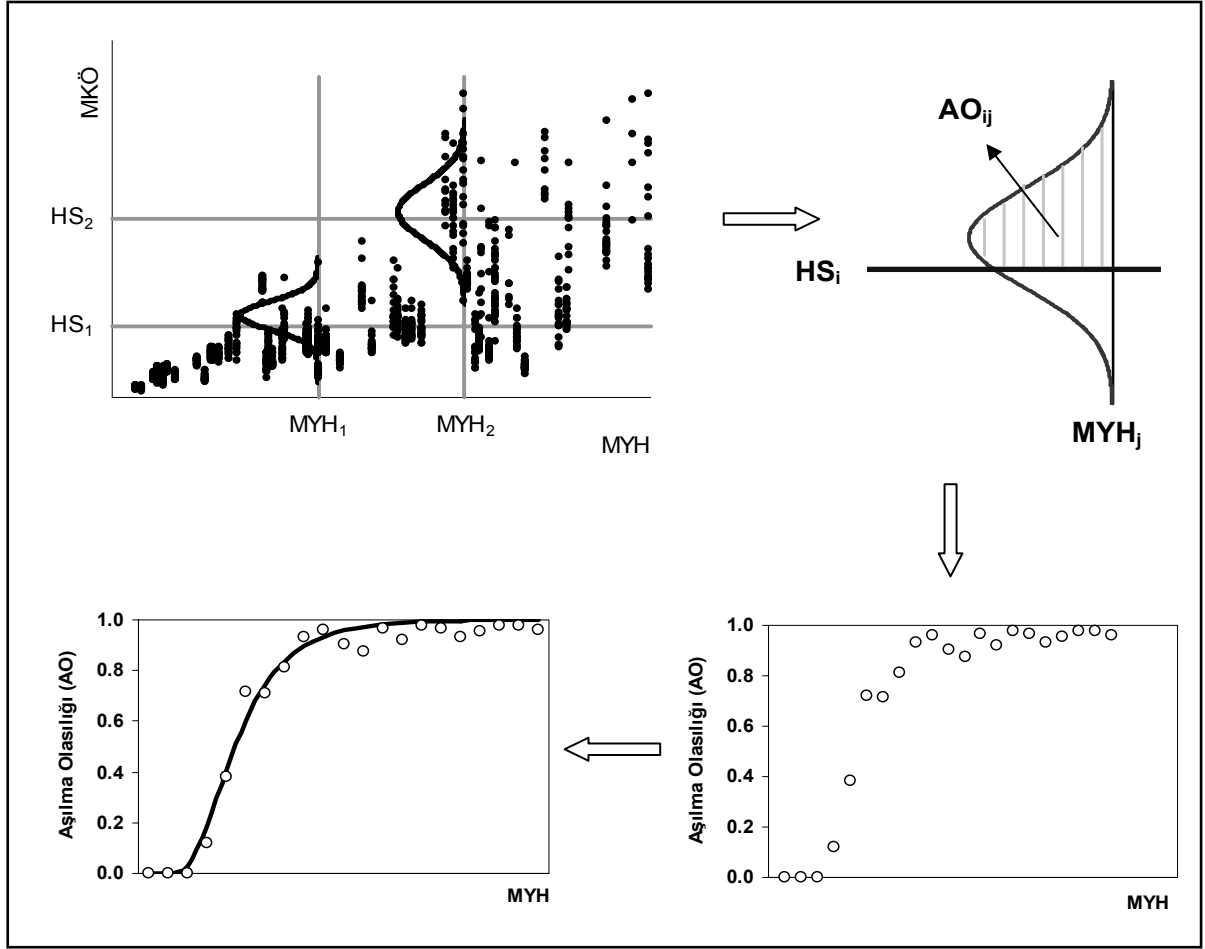 MKÖ
HS2
HS1
MYH1
MYH2
MYH
AOij
HSi
MYHj
Aşılma Olasılığı (AO)
1.0
0.8
0.6
0.4
0.2
0.0
MYH
Aşılma Olasılığı (AO)
1.0
0.8
0.6
0.4
0.2
0.0
MYH